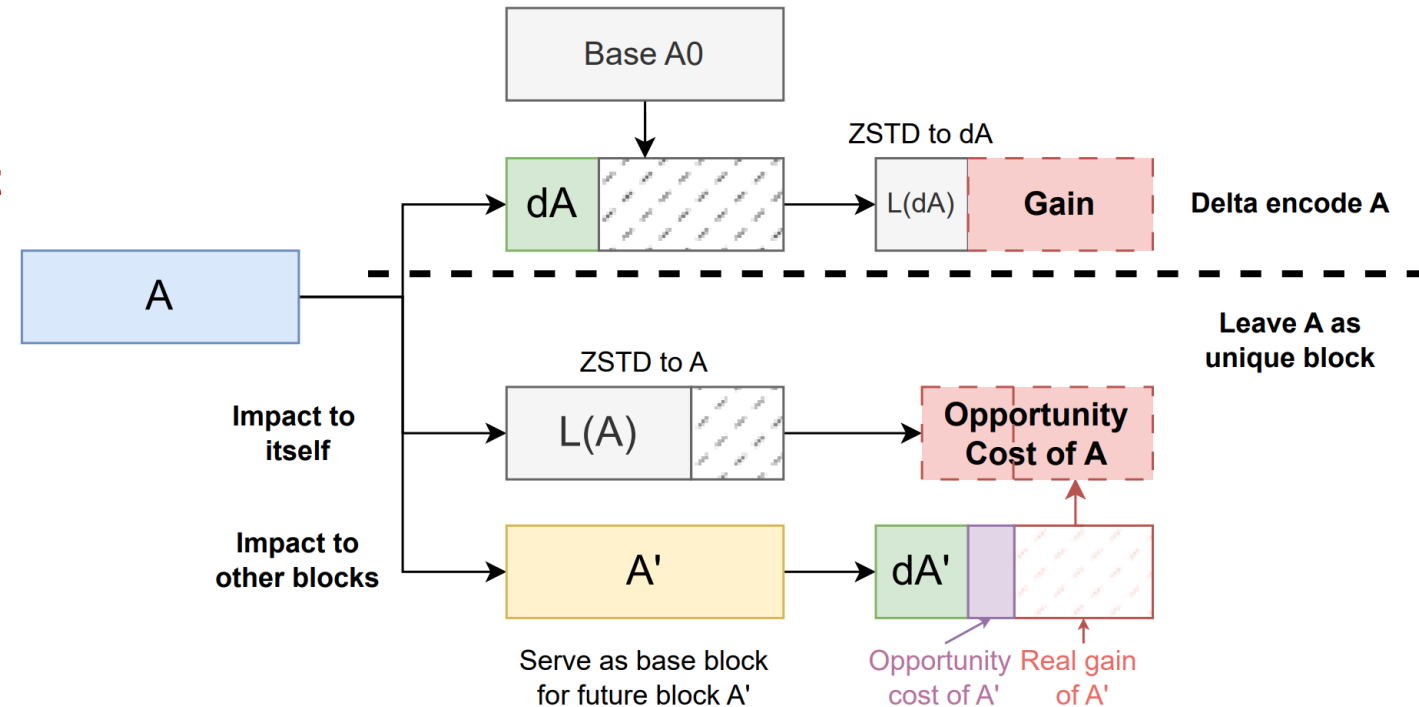 Base A0
ZSTD to dA
dA
L(dA)
Gain
Delta encode A
A
Leave A as
unique block
ZSTD to A
Impact to
itself
L(A)
Opportunity
Cost of A
Impact to
other blocks
A'
dA'
Serve as base block
for future block A'
Opportunity
cost of A'
Real gain
of A'